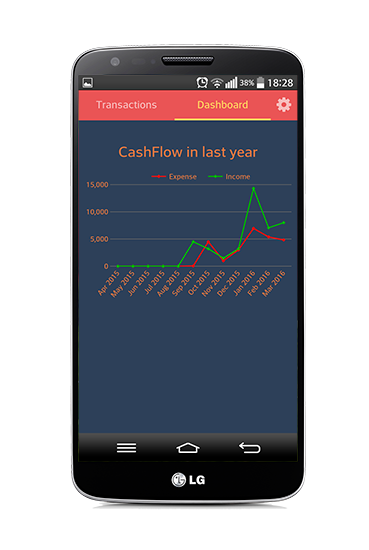 38% 18:28
Transactions Dashboard
CashFlow in last year
Expense Income
15,000
10,000
5,000
0
Apr 2015 May 2015 Jun 2015 Jul 2015 Aug 2015 Sep 2015 Oct 2015 Nov 2015 Dec 2015 Jan 2016 Feb 2016 Mar 2016
LG LG